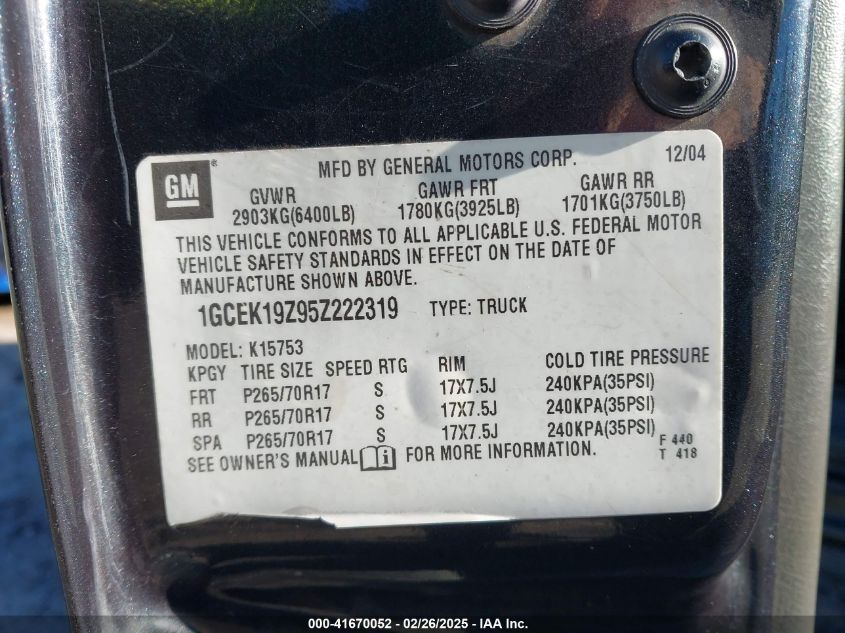 GM ® MFD BY GENERAL MOTORS CORP. 12/04
GVWR GAWR FRT GAWR RR
2903KG(6400LB) 1780KG(3925LB) 1701KG(3750LB)
THIS VEHICLE CONFORMS TO ALL APPLICABLE U.S. FEDERAL MOTOR
VEHICLE SAFETY STANDARDS IN EFFECT ON THE DATE OF
MANUFACTURE SHOWN ABOVE.
1GCEK19Z95Z222319 TYPE: TRUCK
MODEL: K15753
KPGY TIRE SIZE SPEED RTG RIM COLD TIRE PRESSURE
FRT P265/70R17 S 17X7.5J 240KPA(35PSI)
RR P265/70R17 S 17X7.5J 240KPA(35PSI)
SPA P265/70R17 S 17X7.5J 240KPA(35PSI)
SEE OWNER'S MANUAL i FOR MORE INFORMATION.
F 440
T 418
000-41670052 - 02/26/2025 - IAA Inc.